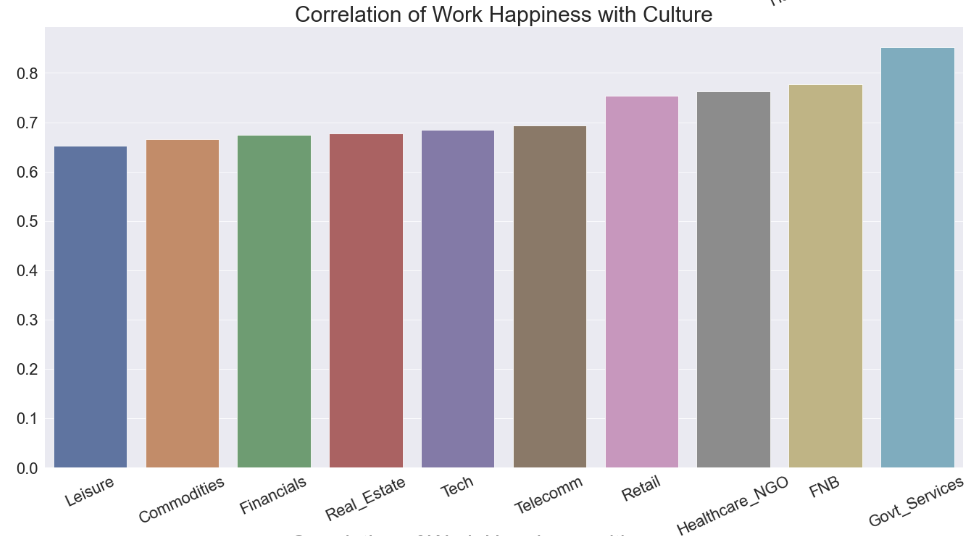 Correlation of Work Happiness with Culture
0.8
0.7
0.6
0.5
0.4
0.3
0.2
0.1
0.0
Leisure
Commodities
Financials
Real_Estate
Tech
Telecomm
Retail
Healthcare_NGO
FNB
Govt_Services